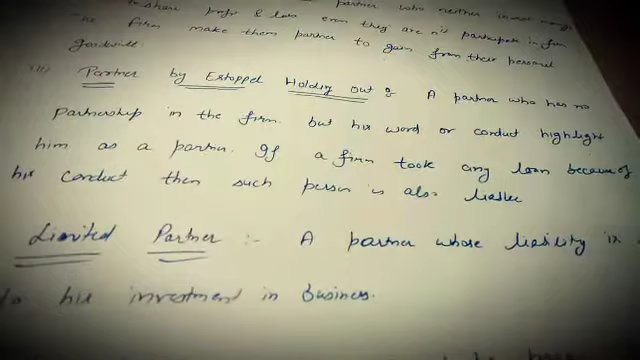 to share profit & loss even they are not participate in firm
the firm make them partner to gain from their personal
goodwill.
Partner by Estoppel Holding out :- A partner who has no
Partnership in the firm. but his word or conduct highlight
him as a partner. If a firm took any loan because of
his conduct then such person is also liable
Limited Partner :- A partner whose liability is
to his investment in business.